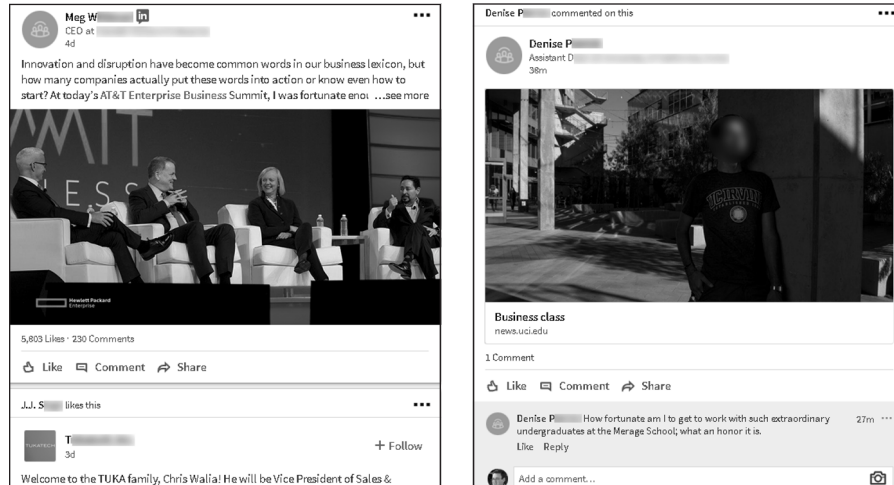 Meg W
CEO at
4d
Innovation and disruption have become common words in our business lexicon, but
how many companies actually put these words into action or know even how to
start? At today's AT&T Enterprise Business Summit, I was fortunate enou ...see more
MMIT
NESS
Hewlett Packard
Enterprise
5,803 Likes · 230 Comments
Like Comment Share
J.J. S likes this
TUKATECH
T
3d
+ Follow
Welcome to the TUKA family, Chris Walia! He will be Vice President of Sales &
Denise P commented on this
Denise P
Assistant D
38m
UCIRVINE
Business class
news.uci.edu
1 Comment
Like Comment Share
Denise P How fortunate am I to get to work with such extraordinary 27m
undergraduates at the Merage School; what an honor it is.
Like Reply
Add a comment...